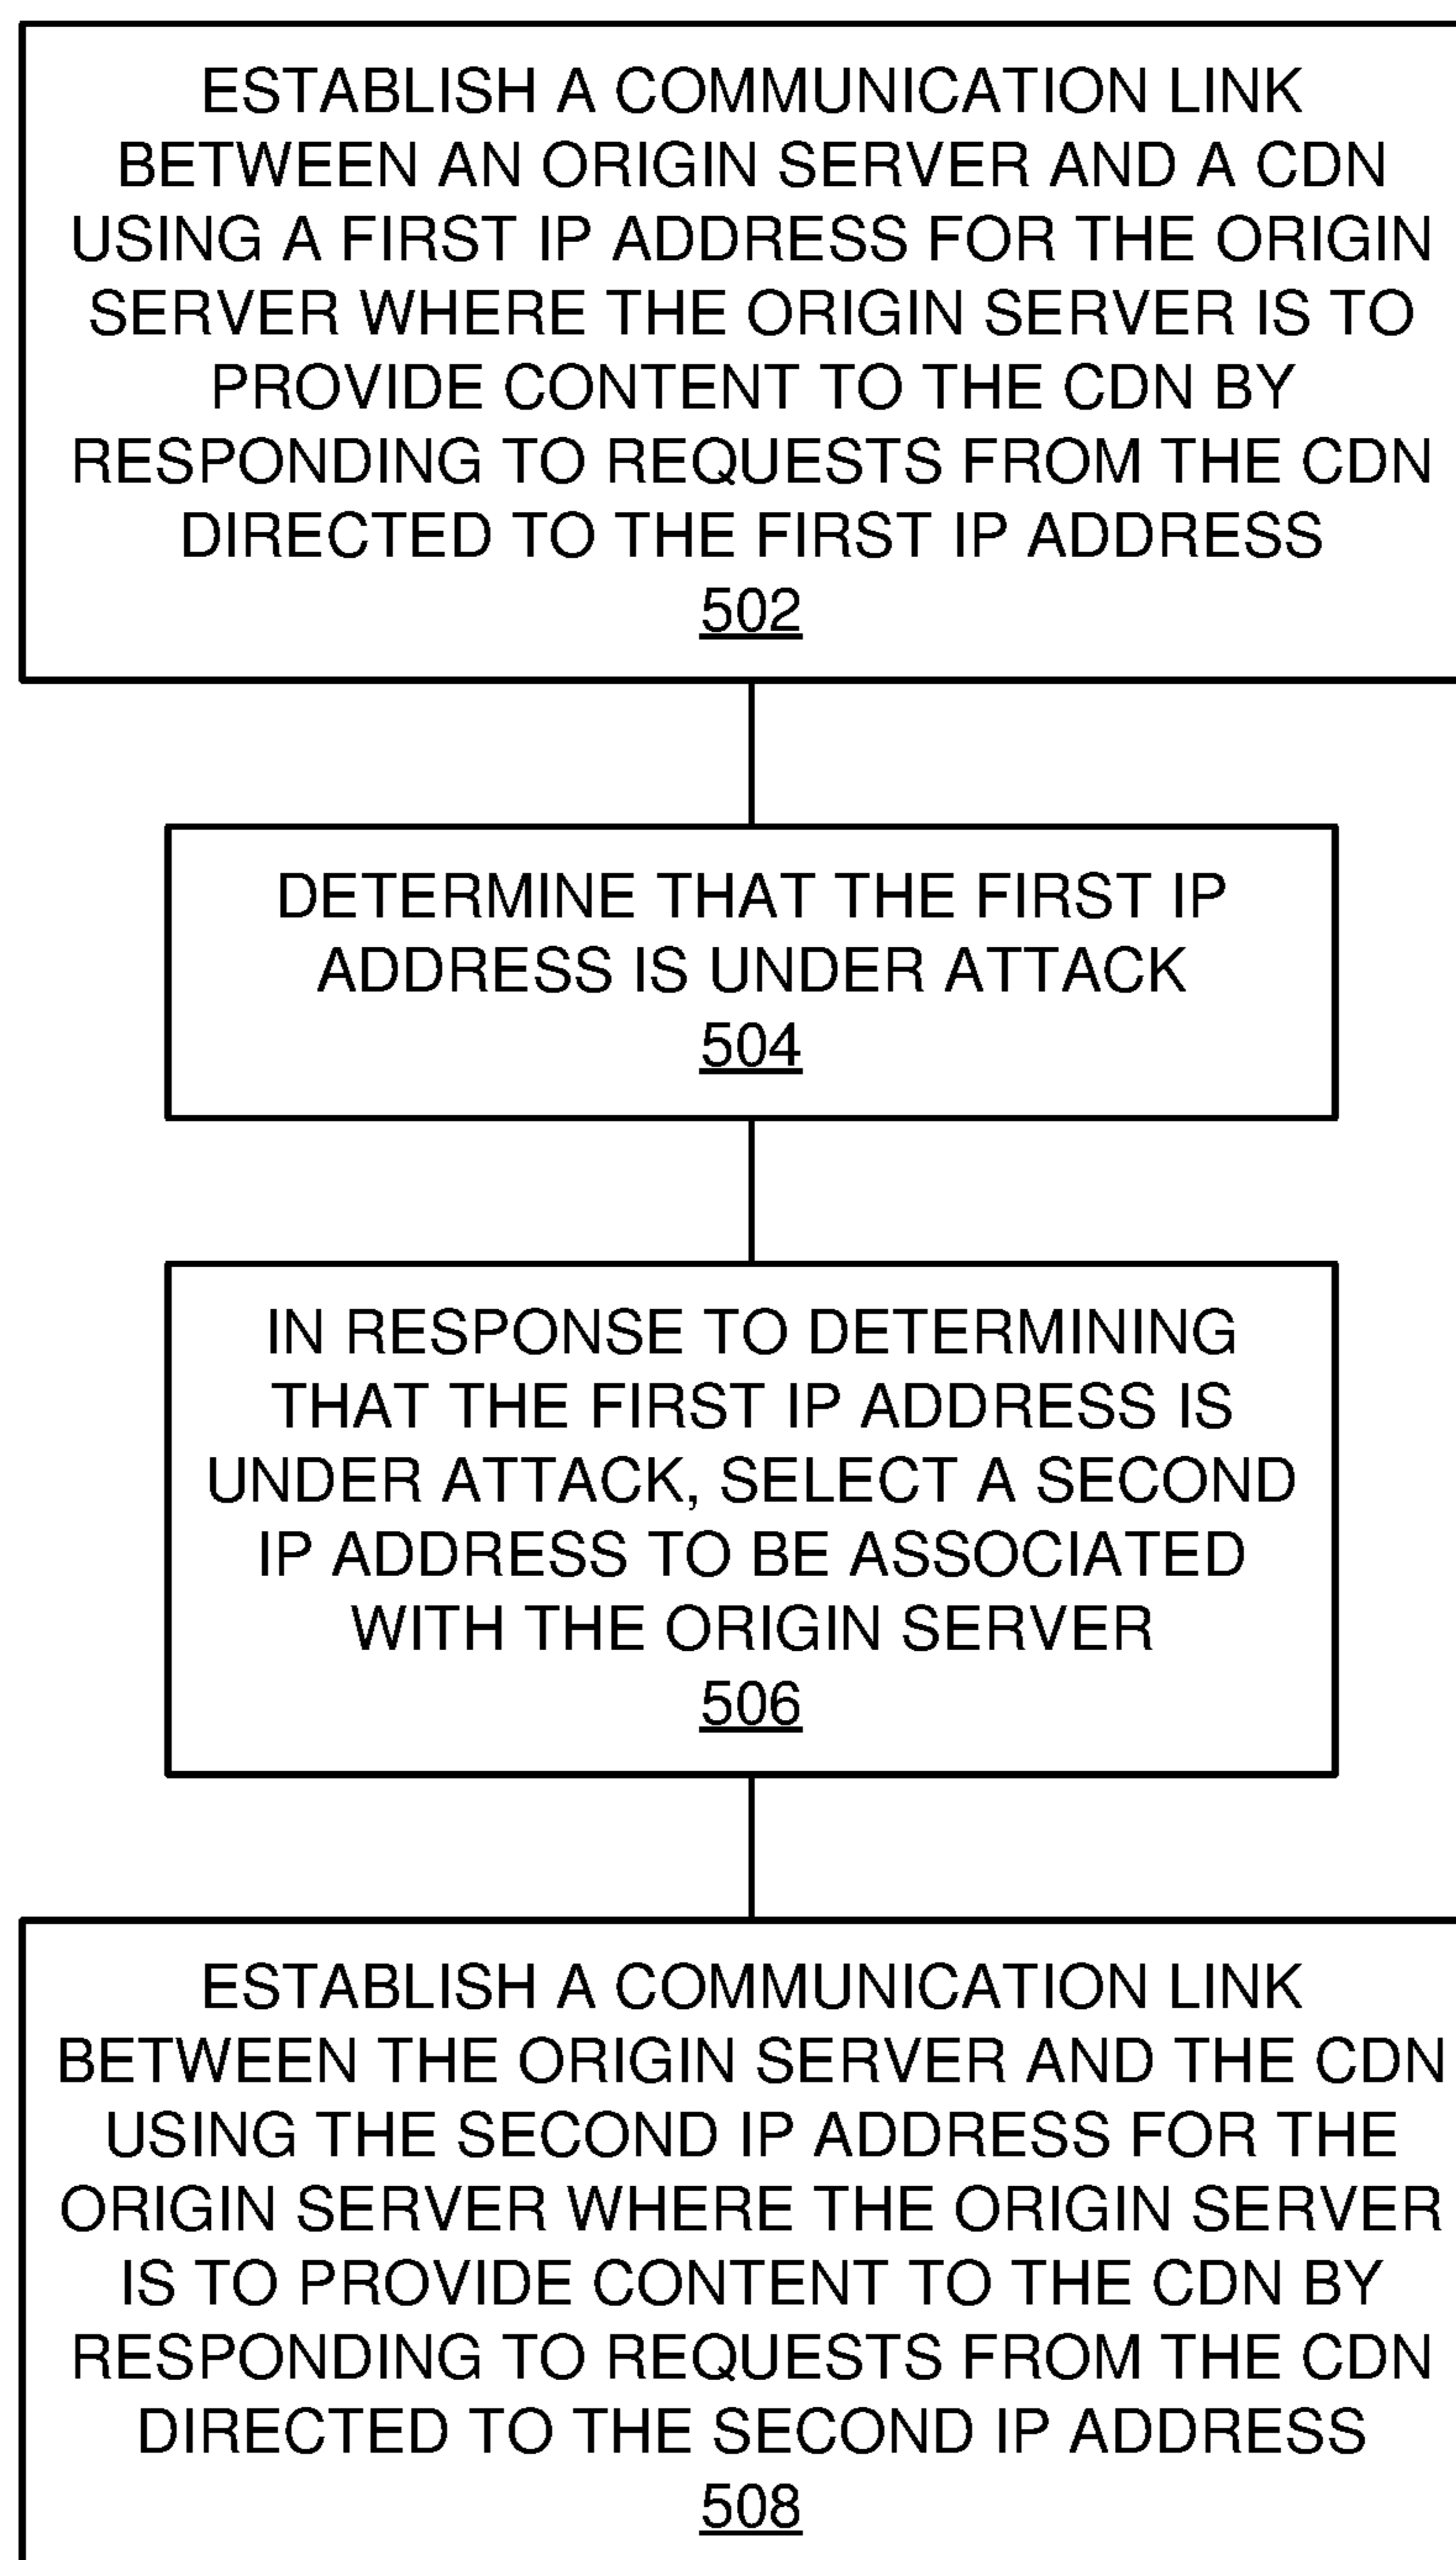 ESTABLISH A COMMUNICATION LINK
BETWEEN AN ORIGIN SERVER AND A CDN
USING A FIRST IP ADDRESS FOR THE ORIGIN
SERVER WHERE THE ORIGIN SERVER IS TO
PROVIDE CONTENT TO THE CDN BY
RESPONDING TO REQUESTS FROM THE CDN
DIRECTED TO THE FIRST IP ADDRESS
502
DETERMINE THAT THE FIRST IP
ADDRESS IS UNDER ATTACK
504
IN RESPONSE TO DETERMINING
THAT THE FIRST IP ADDRESS IS
UNDER ATTACK, SELECT A SECOND
IP ADDRESS TO BE ASSOCIATED
WITH THE ORIGIN SERVER
506
ESTABLISH A COMMUNICATION LINK
BETWEEN THE ORIGIN SERVER AND THE CDN
USING THE SECOND IP ADDRESS FOR THE
ORIGIN SERVER WHERE THE ORIGIN SERVER
IS TO PROVIDE CONTENT TO THE CDN BY
RESPONDING TO REQUESTS FROM THE CDN
DIRECTED TO THE SECOND IP ADDRESS
508